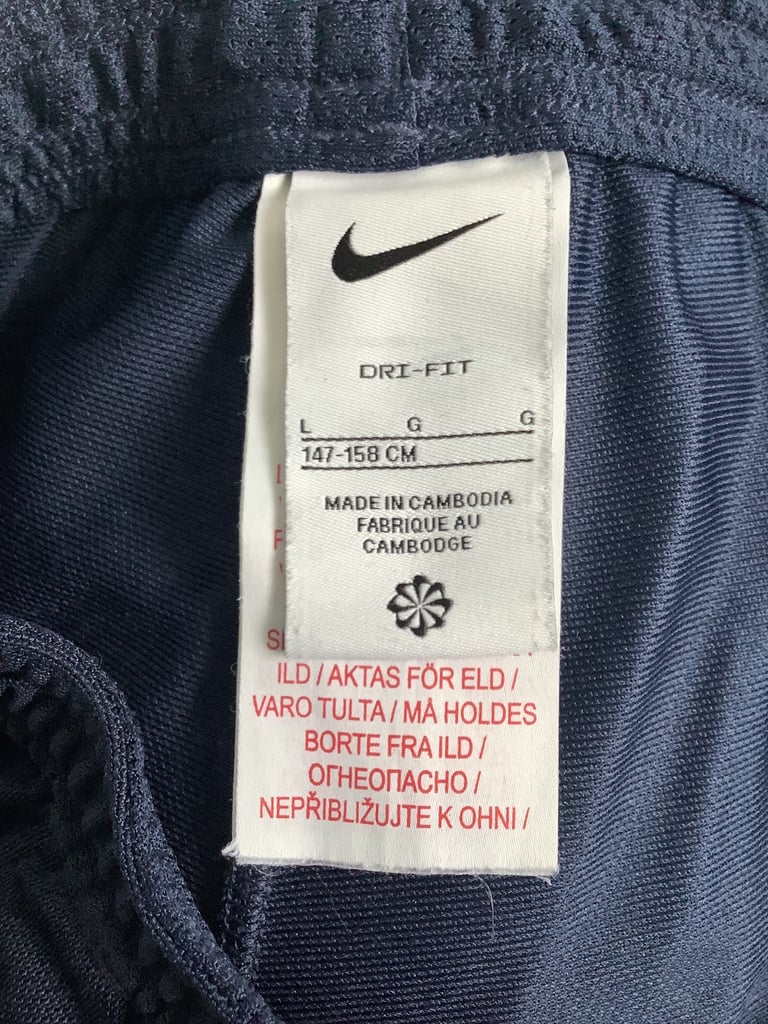 DRI-FIT
L G G
147-158 CM
MADE IN CAMBODIA
FABRIQUE AU
CAMBODGE
ILD / AKTAS FÖR ELD /
VARO TULTA / MÅ HOLDES
BORTE FRA ILD /
ОГНЕОПАСНО /
NEPŘIBLIŽUJTE K OHNI /